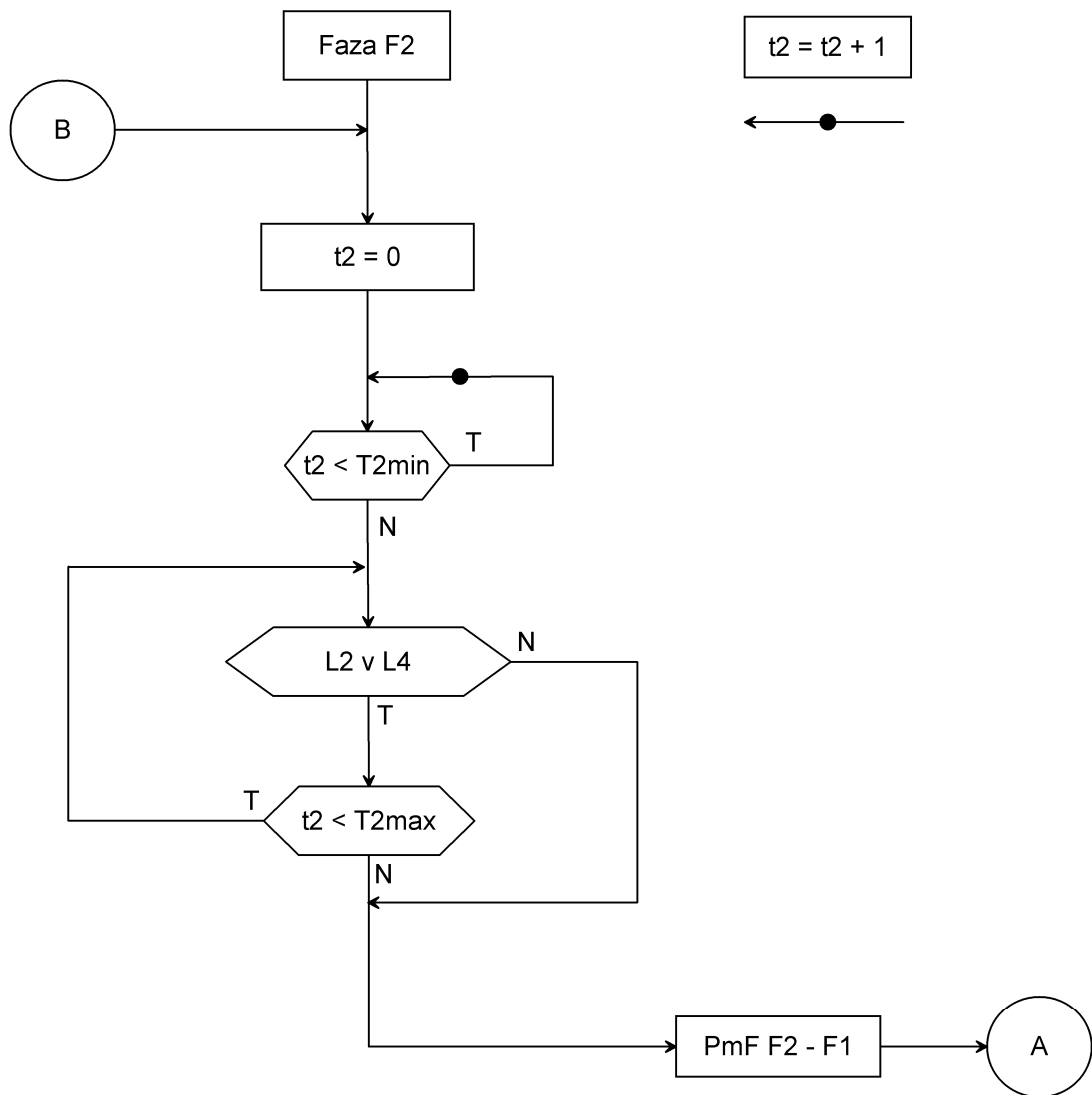 Faza F2
t2 = t2 + 1
B
t2 = 0
T
t2 < T2min
N
N
L2 v L4
T
T
t2 < T2max
N
PmF F2 - F1
A